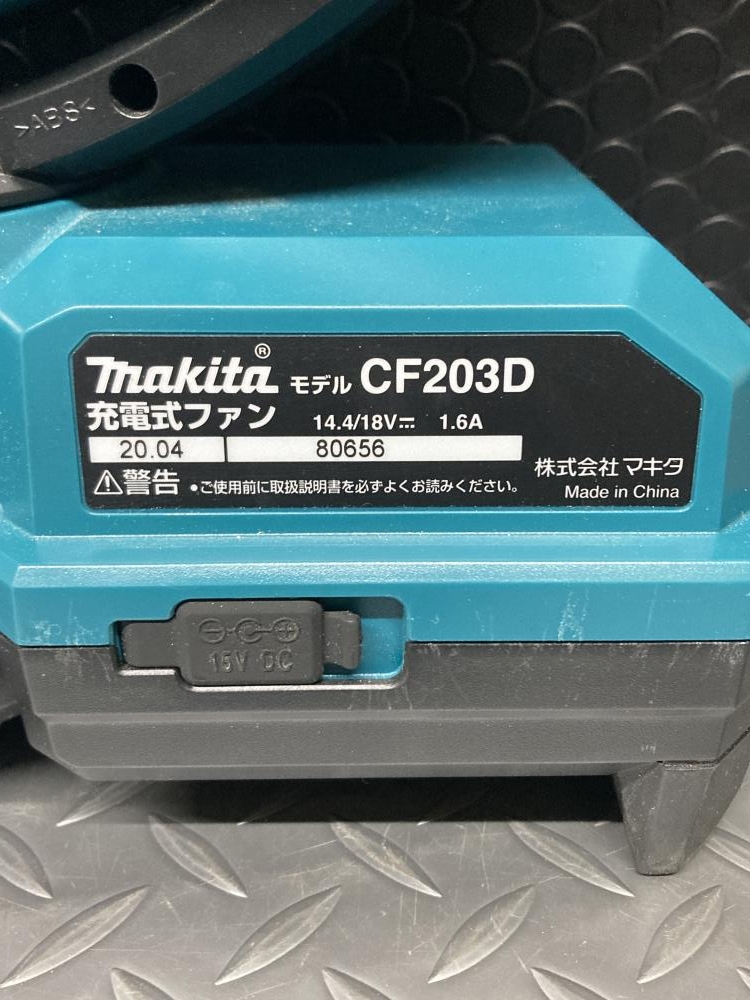 >ABS<
makita® モデル CF203D
充電式ファン 14.4/18V⎓ 1.6A
20.04 80656
⚠警告 •ご使用前に取扱説明書を必ずよくお読みください。
株式会社マキタ
Made in China
15V DC